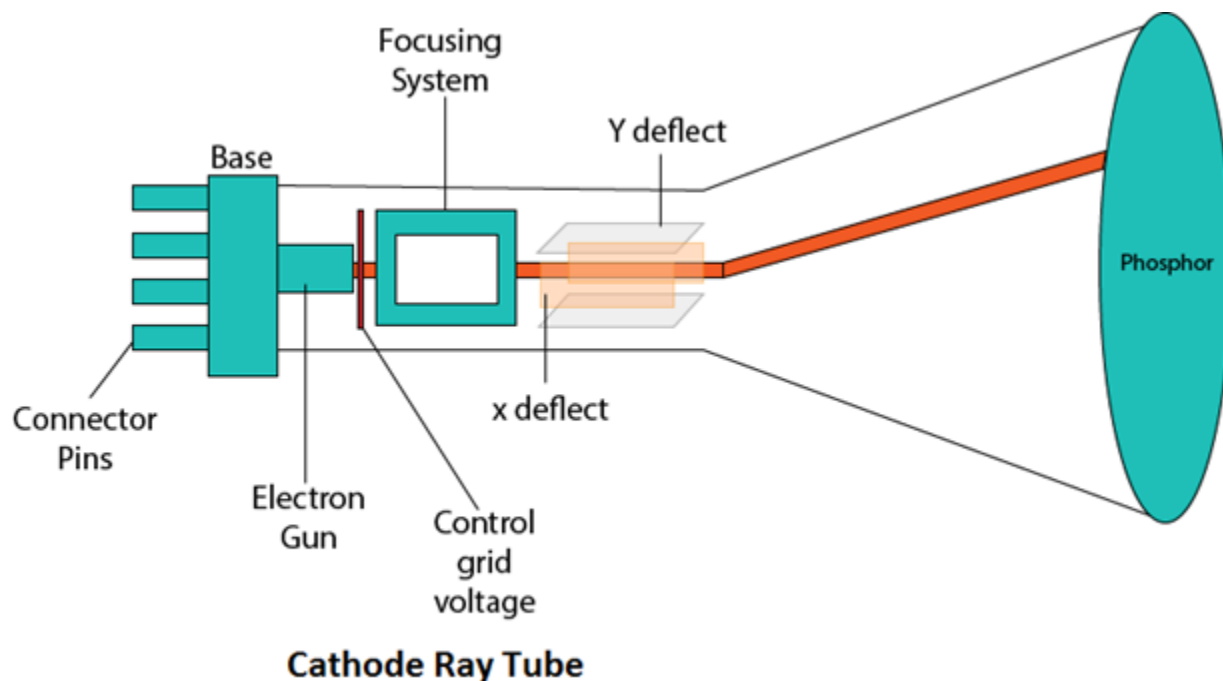 Focusing
System
Y deflect
Base
Phosphor
x deflect
Connector
Pins
Electron
Gun
Control
grid
voltage
Cathode Ray Tube